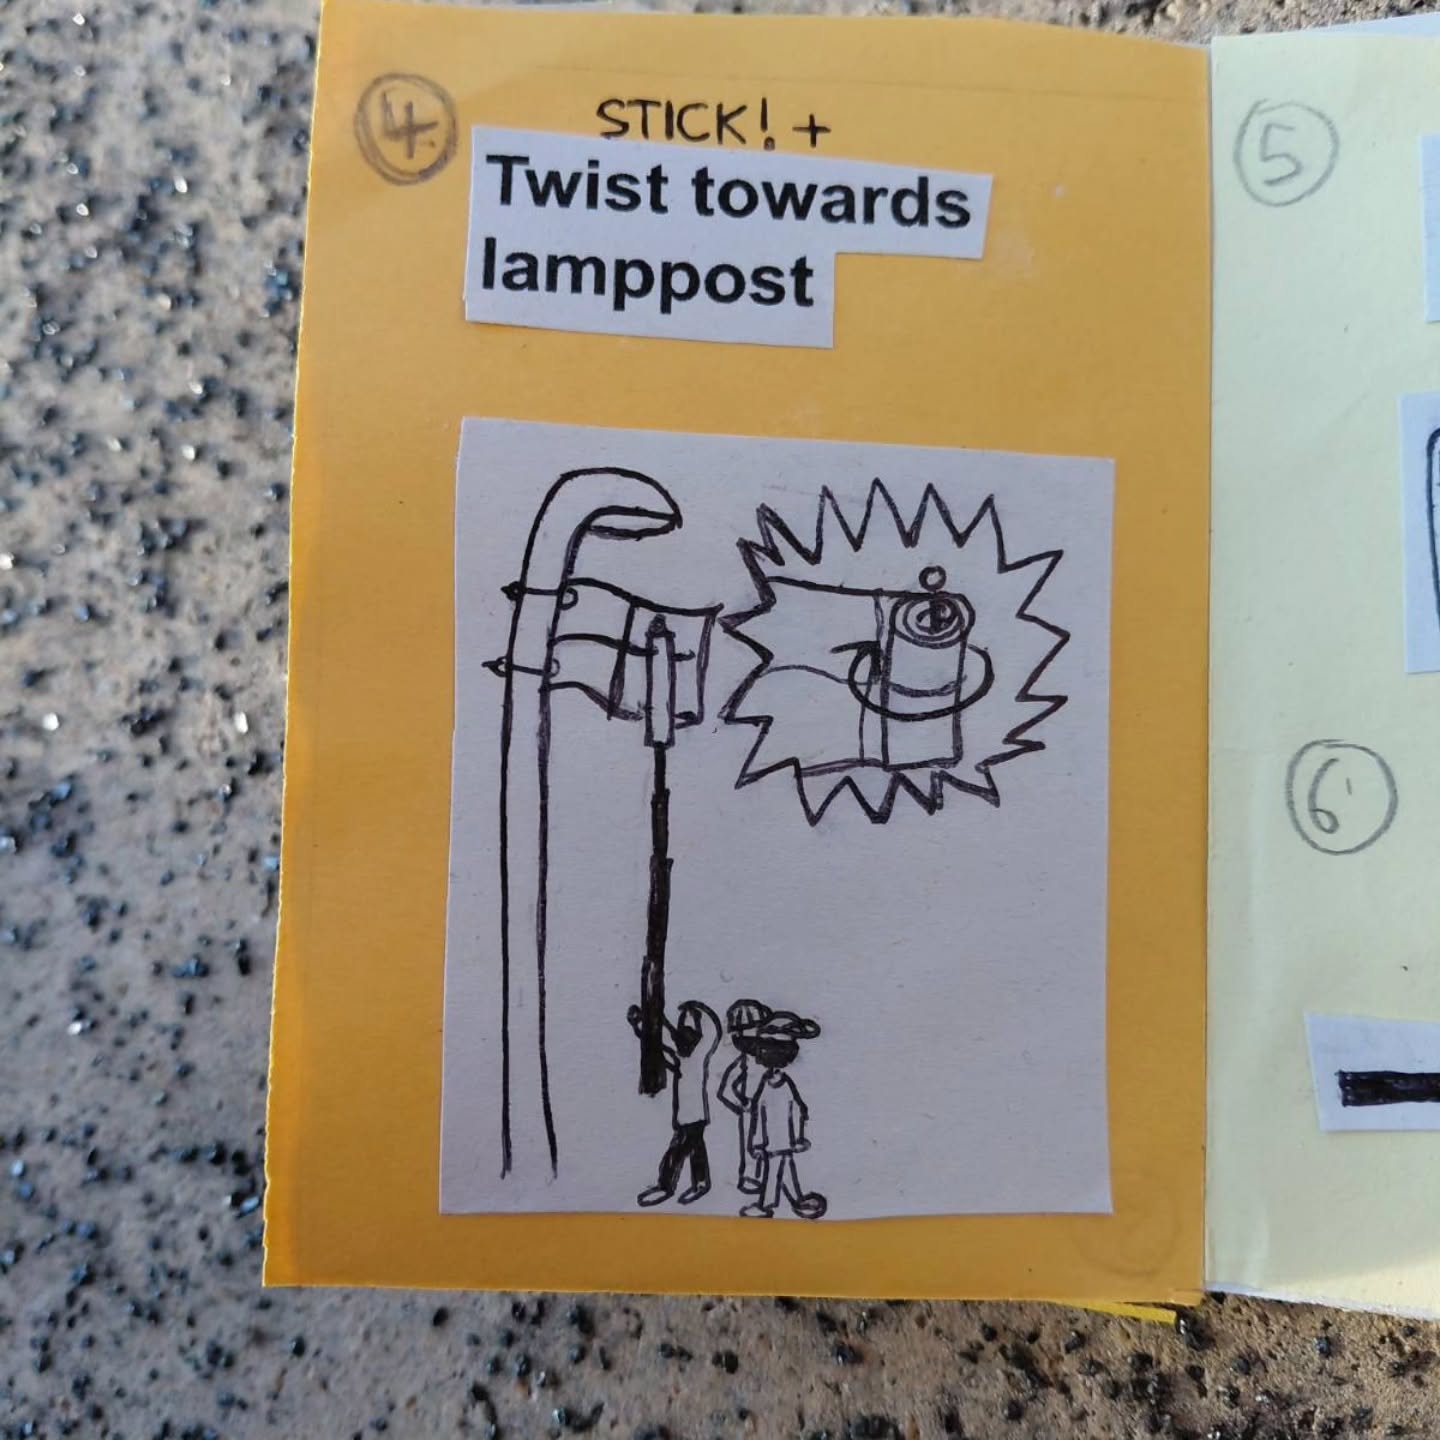 4.
STICK! +
Twist towards
lamppost
5
6